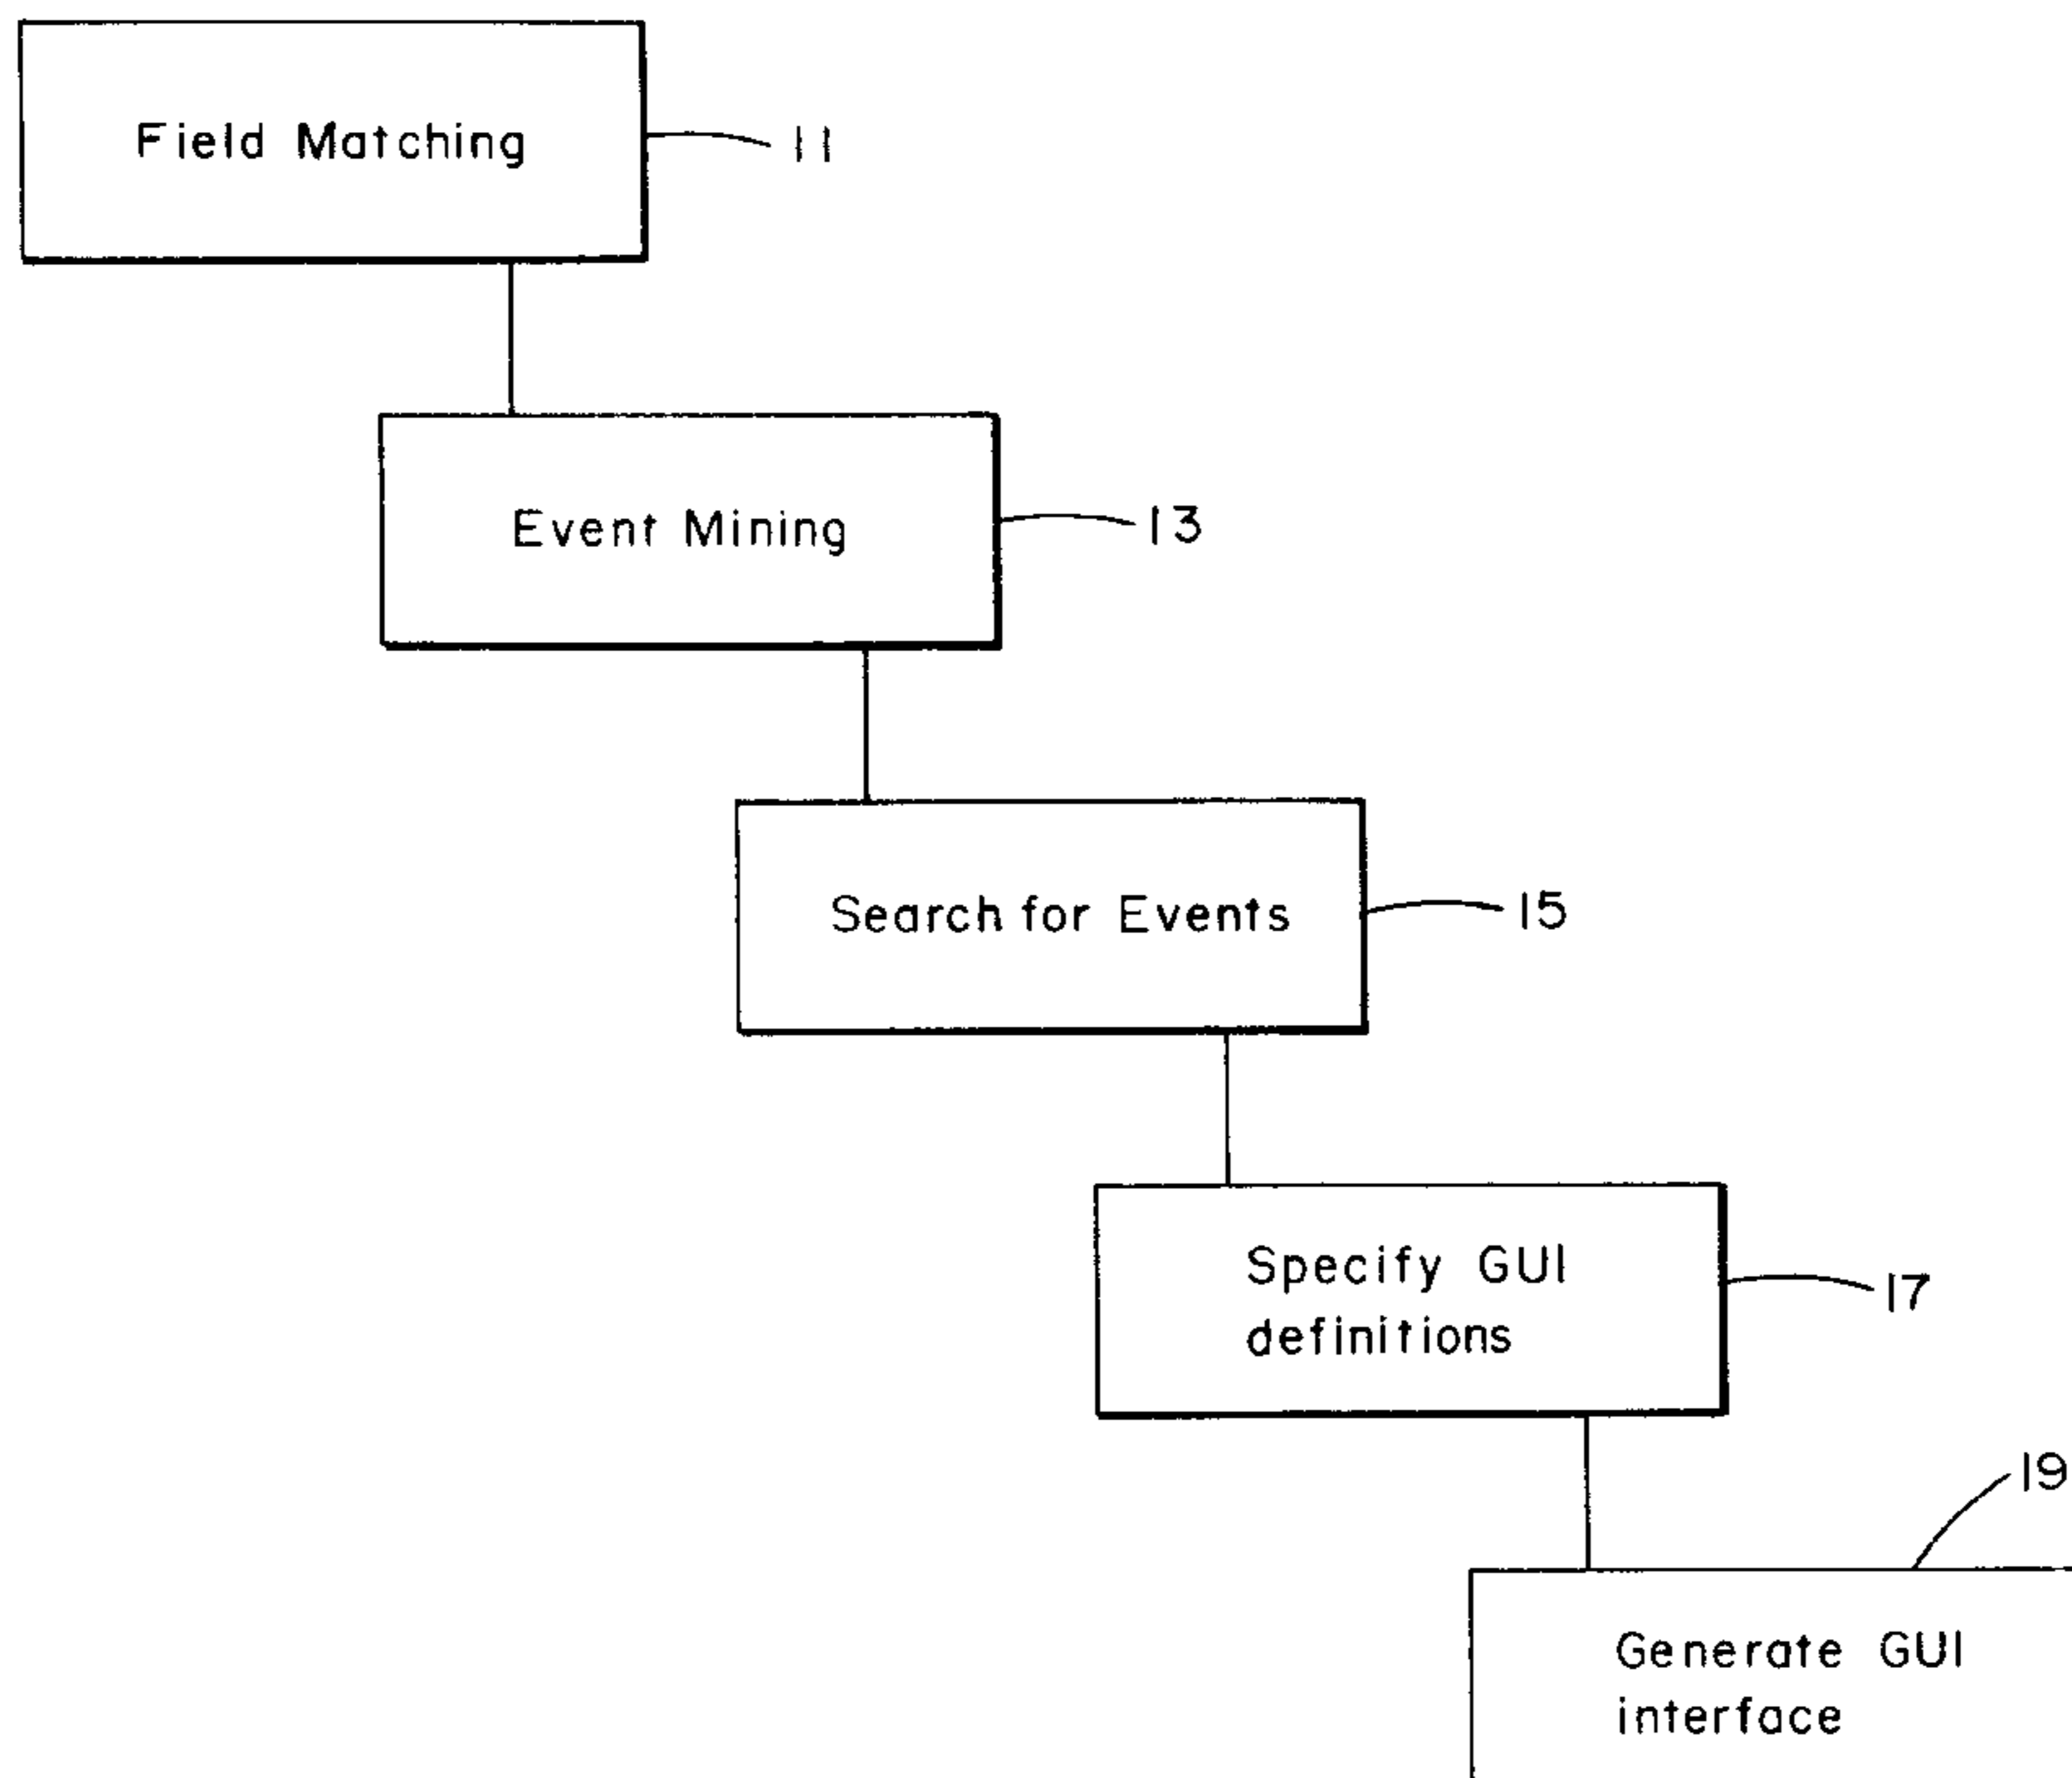 Field Matching
11
Event Mining
13
Search for Events
15
Specify GUI
definitions
17
19
Generate GUI
interface